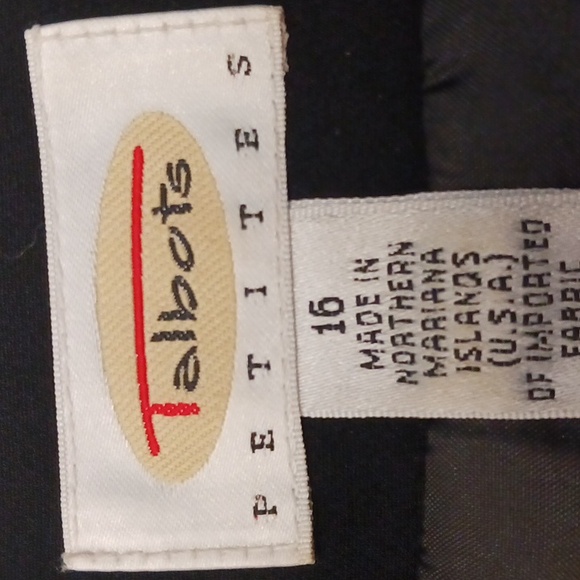 Talbots
PETITES
16
MADE IN
NORTHERN
MARIANA
ISLANDS
(U.S.A.)
OF IMPORTED
FABRIC